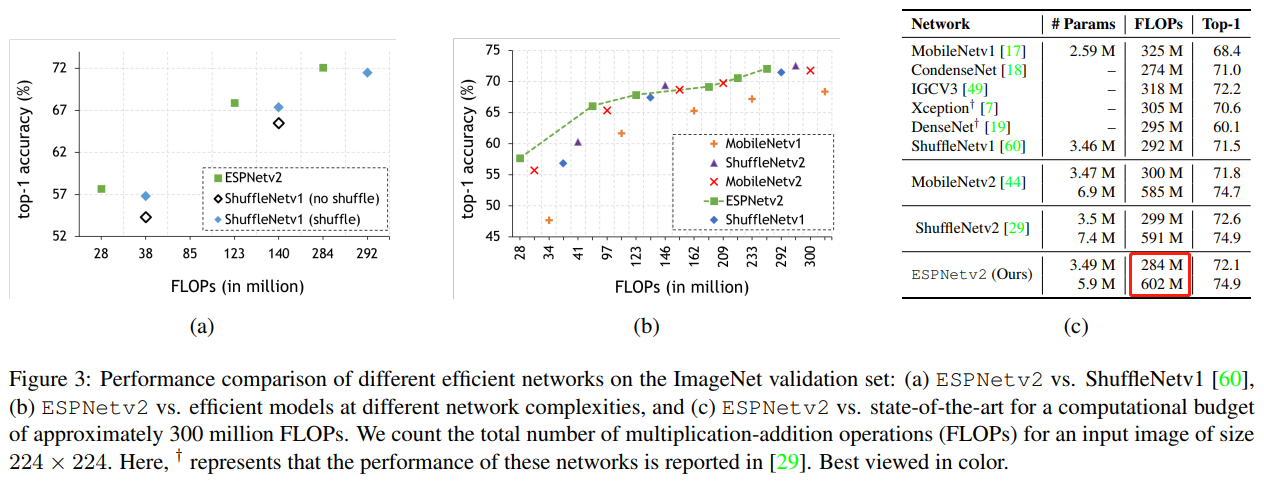 72
67
62
57
52
top-1 accuracy (%)
ESPNetv2
ShuffleNetv1 (no shuffle)
ShuffleNetv1 (shuffle)
28 38 85 123 140 284 292
FLOPs (in million)
(a)
75
70
65
60
55
50
45
top-1 accuracy (%)
MobileNetv1
ShuffleNetv2
MobileNetv2
ESPNetv2
ShuffleNetv1
28 34 41 97 123 146 162 209 233 292 300
FLOPs (in million)
(b)
Network # Params FLOPs Top-1
MobileNetv1 [17] 2.59 M 325 M 68.4
CondenseNet [18] – 274 M 71.0
IGCV3 [49] – 318 M 72.2
Xception† [7] – 305 M 70.6
DenseNet† [19] – 295 M 60.1
ShuffleNetv1 [60] 3.46 M 292 M 71.5
MobileNetv2 [44] 3.47 M 300 M 71.8
6.9 M 585 M 74.7
ShuffleNetv2 [29] 3.5 M 299 M 72.6
7.4 M 591 M 74.9
ESPNetv2 (Ours) 3.49 M 284 M 72.1
5.9 M 602 M 74.9
(c)
Figure 3: Performance comparison of different efficient networks on the ImageNet validation set: (a) ESPNetv2 vs. ShuffleNetv1 [60],
(b) ESPNetv2 vs. efficient models at different network complexities, and (c) ESPNetv2 vs. state-of-the-art for a computational budget
of approximately 300 million FLOPs. We count the total number of multiplication-addition operations (FLOPs) for an input image of size
224 × 224. Here, † represents that the performance of these networks is reported in [29]. Best viewed in color.